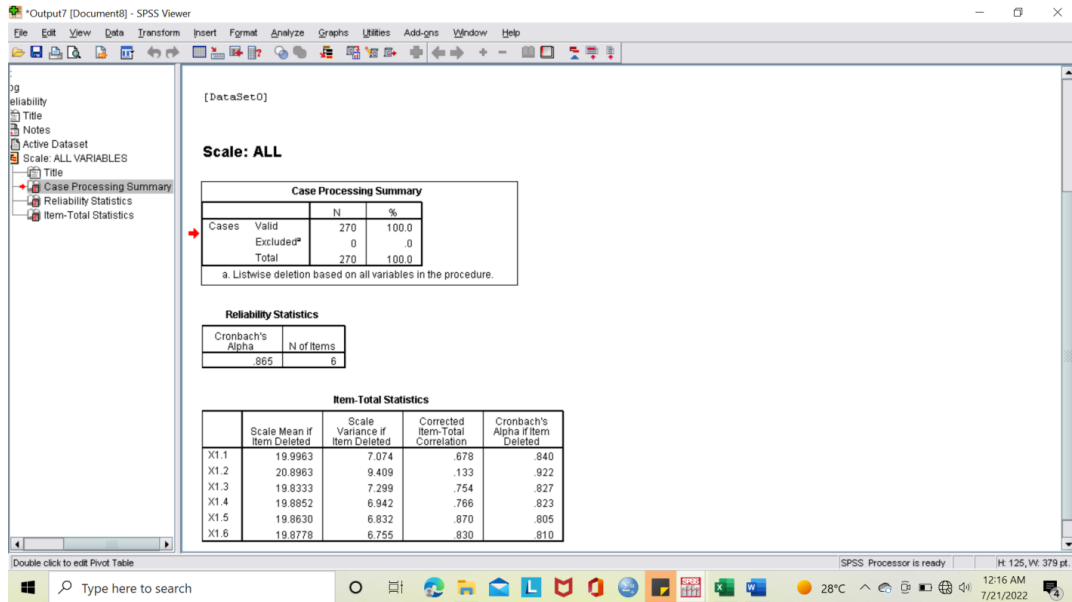 *Output7 [Document8] - SPSS Viewer
File Edit View Data Transform Insert Format Analyze Graphs Utilities Add-ons Window Help
og
eliability
Title
Notes
Active Dataset
Scale: ALL VARIABLES
Title
Case Processing Summary
Reliability Statistics
Item-Total Statistics
[DataSet0]
Scale: ALL
Case Processing Summary
N %
Cases Valid 270 100.0
Excludedª 0 .0
Total 270 100.0
a. Listwise deletion based on all variables in the procedure.
Reliability Statistics
Cronbach's
Alpha N of Items
.865 6
Item-Total Statistics
Scale Corrected Cronbach's
Scale Mean if Variance if Item-Total Alpha if Item
Item Deleted Item Deleted Correlation Deleted
X1.1 19.9963 7.074 .678 .840
X1.2 20.8963 9.409 .133 .922
X1.3 19.8333 7.299 .754 .827
X1.4 19.8852 6.942 .766 .823
X1.5 19.8630 6.832 .870 .805
X1.6 19.8778 6.755 .830 .810
Double click to edit Pivot Table SPSS Processor is ready H: 125, W: 379 pt.
Type here to search L X W 28°C 12:16 AM
7/21/2022 4